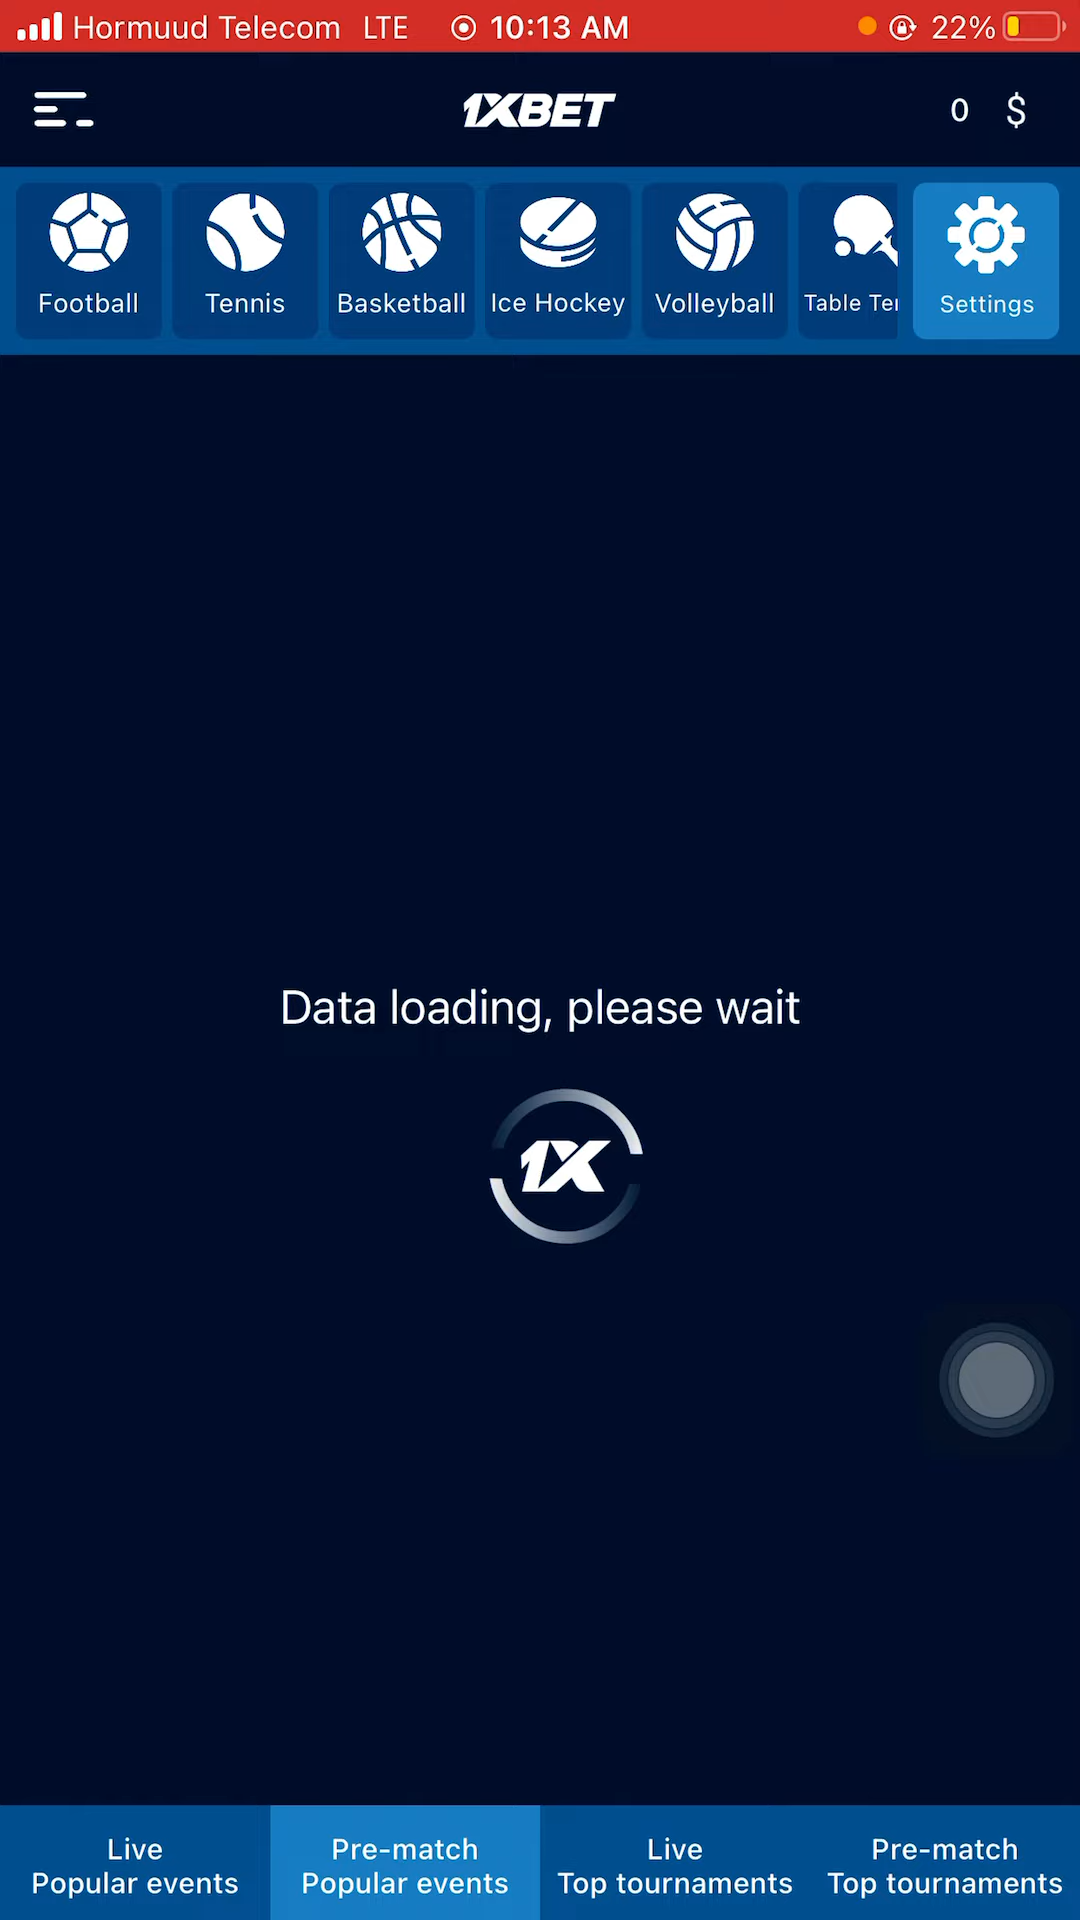 Hormuud Telecom LTE 10:13 AM 22%
1XBET 0 $
Football Tennis Basketball Ice Hockey Volleyball Table Ter Settings
Data loading, please wait
1X
Live Popular events
Pre-match Popular events
Live Top tournaments
Pre-match Top tournaments